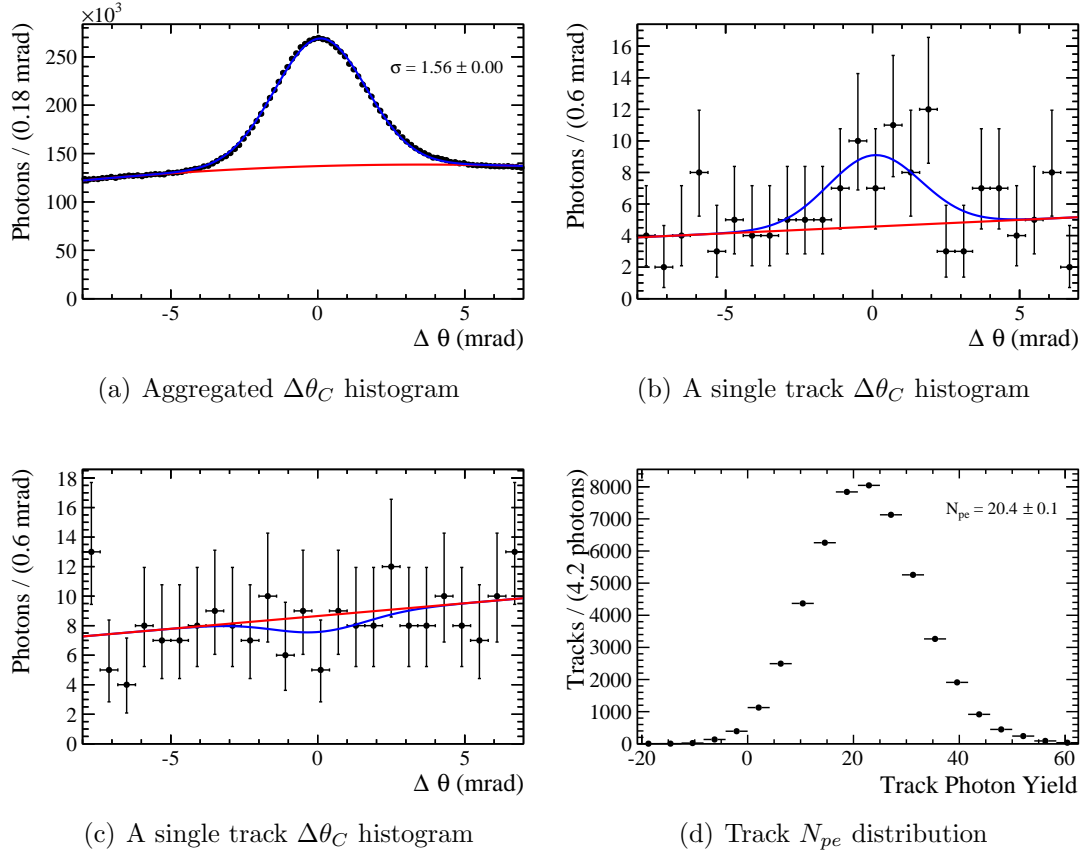 ×10³
250
200
150
100
50
0
Photons / (0.18 mrad)
σ = 1.56 ± 0.00
-5 0 5
Δ θ (mrad)
(a) Aggregated Δθ_C histogram
16
14
12
10
8
6
4
2
0
Photons / (0.6 mrad)
-5 0 5
Δ θ (mrad)
(b) A single track Δθ_C histogram
18
16
14
12
10
8
6
4
2
0
Photons / (0.6 mrad)
-5 0 5
Δ θ (mrad)
(c) A single track Δθ_C histogram
8000
7000
6000
5000
4000
3000
2000
1000
0
Tracks / (4.2 photons)
N_pe = 20.4 ± 0.1
-20 0 20 40 60
Track Photon Yield
(d) Track N_pe distribution